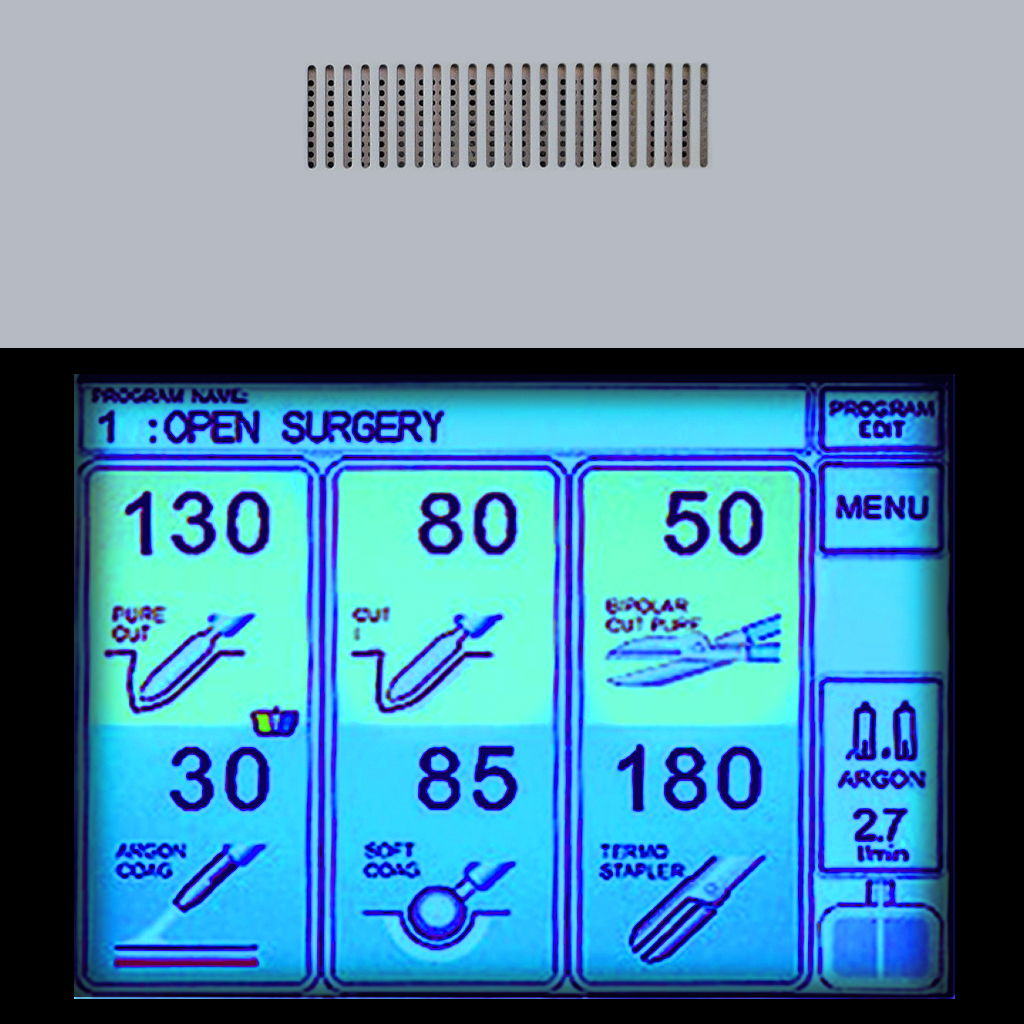 PROGRAM NAME:
1 :OPEN SURGERY
PROGRAM
EDIT
MENU
130
PURE
CUT
80
CUT
I
50
BIPOLAR
CUT PURE
30
ARGON
COAG
85
SOFT
COAG
180
TERMO
STAPLER
ARGON
2.7
l/min